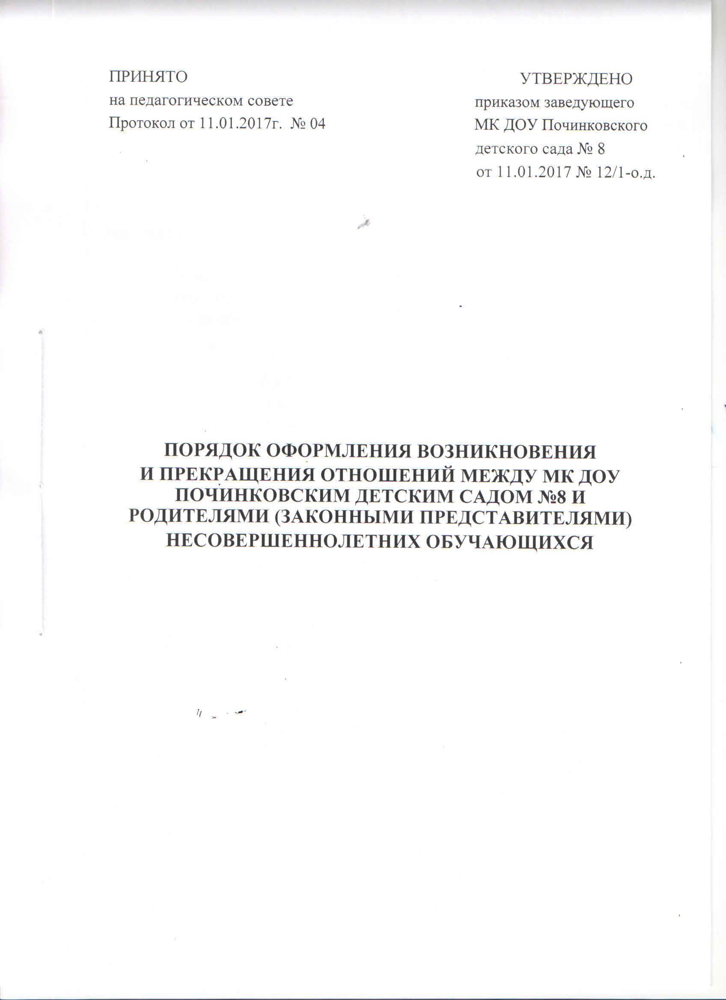 ПРИНЯТО
на педагогическом совете
Протокол от 11.01.2017г. № 04
УТВЕРЖДЕНО
приказом заведующего
МК ДОУ Починковского
детского сада № 8
от 11.01.2017 № 12/1-о.д.
ПОРЯДОК ОФОРМЛЕНИЯ ВОЗНИКНОВЕНИЯ
И ПРЕКРАЩЕНИЯ ОТНОШЕНИЙ МЕЖДУ МК ДОУ
ПОЧИНКОВСКИМ ДЕТСКИМ САДОМ №8 И
РОДИТЕЛЯМИ (ЗАКОННЫМИ ПРЕДСТАВИТЕЛЯМИ)
НЕСОВЕРШЕННОЛЕТНИХ ОБУЧАЮЩИХСЯ